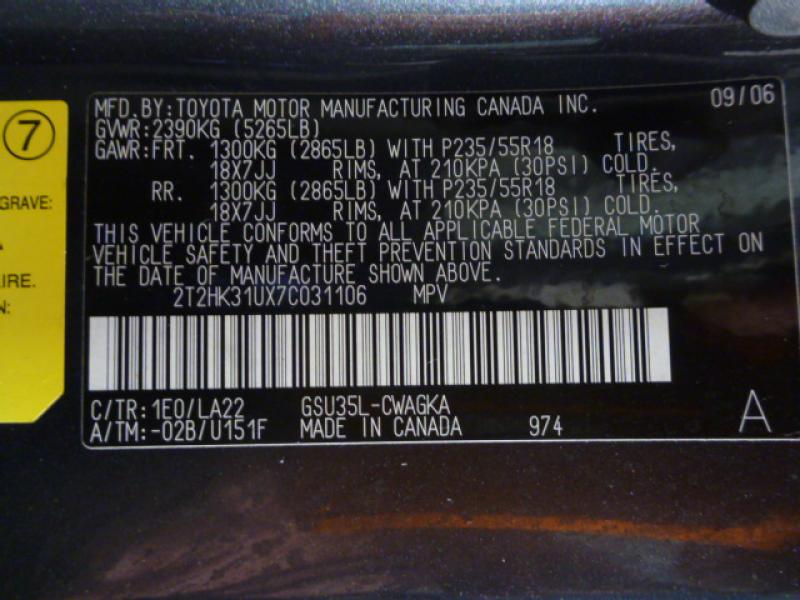 7
GRAVE:
IRE.
N:
MFD.BY:TOYOTA MOTOR MANUFACTURING CANADA INC. 09/06
GVWR:2390KG (5265LB)
GAWR:FRT. 1300KG (2865LB) WITH P235/55R18 TIRES,
18X7JJ RIMS, AT 210KPA (30PSI) COLD.
RR. 1300KG (2865LB) WITH P235/55R18 TIRES,
18X7JJ RIMS, AT 210KPA (30PSI) COLD.
THIS VEHICLE CONFORMS TO ALL APPLICABLE FEDERAL MOTOR
VEHICLE SAFETY AND THEFT PREVENTION STANDARDS IN EFFECT ON
THE DATE OF MANUFACTURE SHOWN ABOVE.
2T2HK31UX7C031106 MPV
C/TR:1E0/LA22 GSU35L-CWAGKA
A/TM:-02B/U151F MADE IN CANADA 974 A